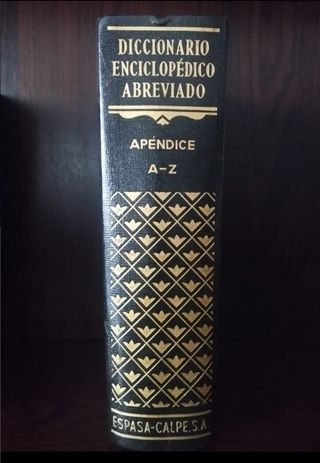 DICCIONARIO
ENCICLOPÉDICO
ABREVIADO
APÉNDICE
A-Z
ESPASA-CALPE, S.A.